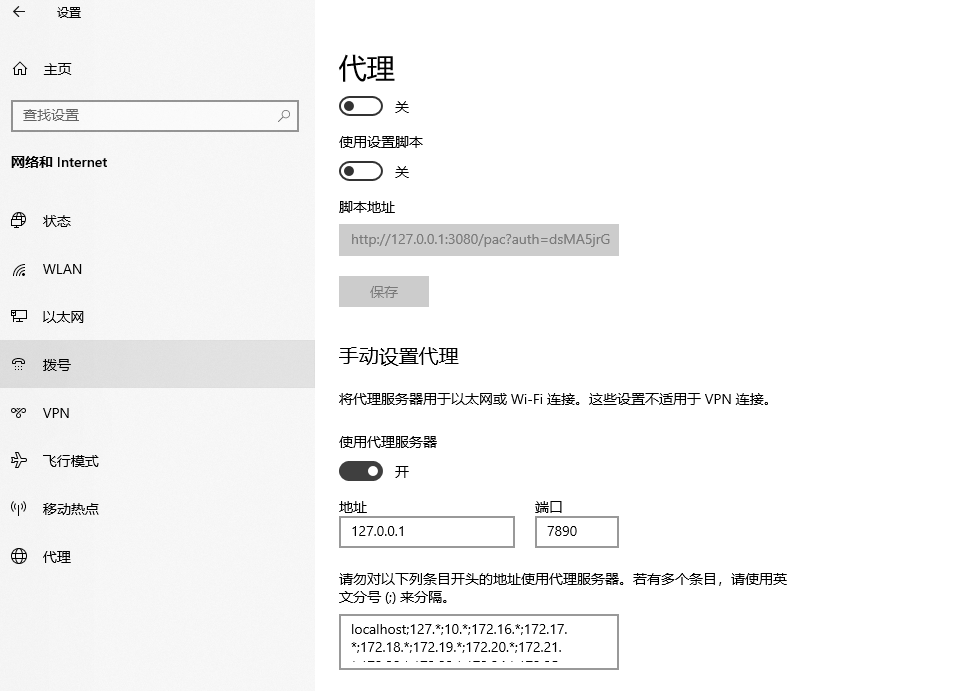 设置
主页
查找设置
网络和 Internet
状态
WLAN
以太网
拨号
VPN
飞行模式
移动热点
代理
代理
关
使用设置脚本
关
脚本地址
http://127.0.0.1:3080/pac?auth=dsMA5jrG
保存
手动设置代理
将代理服务器用于以太网或 Wi-Fi 连接。这些设置不适用于 VPN 连接。
使用代理服务器
开
地址 端口
127.0.0.1 7890
请勿对以下列条目开头的地址使用代理服务器。若有多个条目，请使用英
文分号 (;) 来分隔。
localhost;127.*;10.*;172.16.*;172.17.
*;172.18.*;172.19.*;172.20.*;172.21.